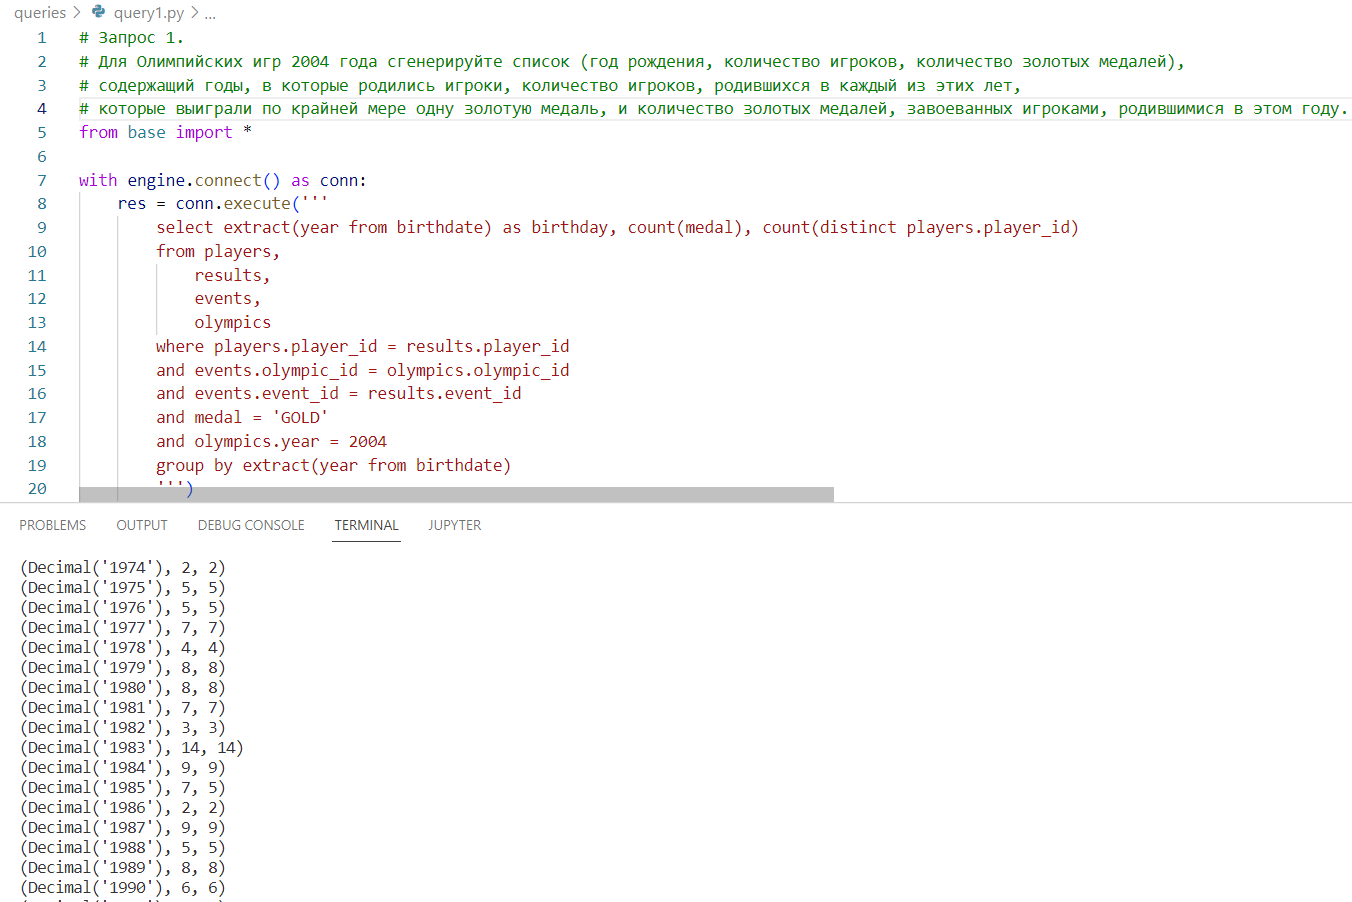 queries > query1.py > ...
1 # Запрос 1.
2 # Для Олимпийских игр 2004 года сгенерируйте список (год рождения, количество игроков, количество золотых медалей),
3 # содержащий годы, в которые родились игроки, количество игроков, родившихся в каждый из этих лет,
4 # которые выиграли по крайней мере одну золотую медаль, и количество золотых медалей, завоеванных игроками, родившимися в этом году.
5 from base import *
6
7 with engine.connect() as conn:
8 res = conn.execute('''
9 select extract(year from birthdate) as birthday, count(medal), count(distinct players.player_id)
10 from players,
11 results,
12 events,
13 olympics
14 where players.player_id = results.player_id
15 and events.olympic_id = olympics.olympic_id
16 and events.event_id = results.event_id
17 and medal = 'GOLD'
18 and olympics.year = 2004
19 group by extract(year from birthdate)
20 ''')
PROBLEMS OUTPUT DEBUG CONSOLE TERMINAL JUPYTER
(Decimal('1974'), 2, 2)
(Decimal('1975'), 5, 5)
(Decimal('1976'), 5, 5)
(Decimal('1977'), 7, 7)
(Decimal('1978'), 4, 4)
(Decimal('1979'), 8, 8)
(Decimal('1980'), 8, 8)
(Decimal('1981'), 7, 7)
(Decimal('1982'), 3, 3)
(Decimal('1983'), 14, 14)
(Decimal('1984'), 9, 9)
(Decimal('1985'), 7, 5)
(Decimal('1986'), 2, 2)
(Decimal('1987'), 9, 9)
(Decimal('1988'), 5, 5)
(Decimal('1989'), 8, 8)
(Decimal('1990'), 6, 6)